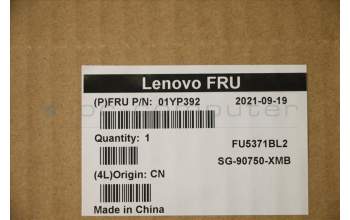 Lenovo FRU
(P)FRU P/N: 01YP392 2021-09-19
Quantity: 1 FU5371BL2
SG-90750-XMB
(4L)Origin: CN
Made in China